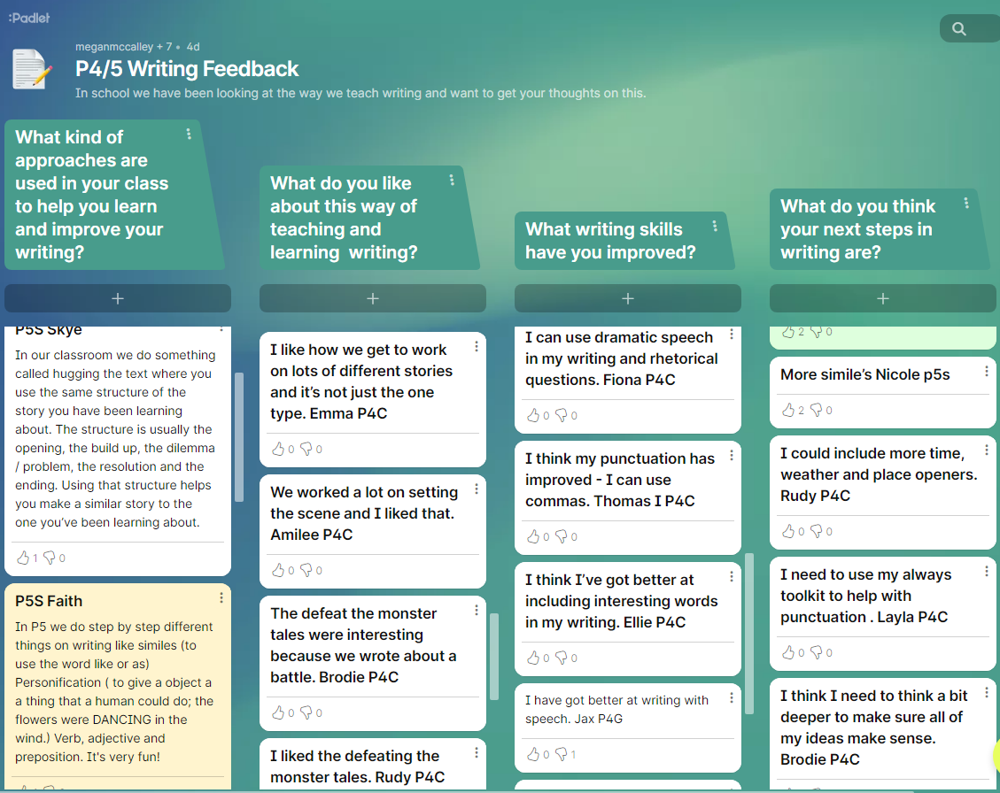 :Padlet
meganmccalley + 7 • 4d
P4/5 Writing Feedback
In school we have been looking at the way we teach writing and want to get your thoughts on this.
What kind of
approaches are
used in your class
to help you learn
and improve your
writing?
P5S Skye
In our classroom we do something
called hugging the text where you
use the same structure of the
story you have been learning
about. The structure is usually the
opening, the build up, the dilemma
/ problem, the resolution and the
ending. Using that structure helps
you make a similar story to the
one you've been learning about.
1 0
P5S Faith
In P5 we do step by step different
things on writing like similes (to
use the word like or as)
Personification ( to give a object a
a thing that a human could do; the
flowers were DANCING in the
wind.) Verb, adjective and
preposition. It's very fun!
What do you like
about this way of
teaching and
learning writing?
I like how we get to work
on lots of different stories
and it's not just the one
type. Emma P4C
0 0
We worked a lot on setting
the scene and I liked that.
Amilee P4C
0 0
The defeat the monster
tales were interesting
because we wrote about a
battle. Brodie P4C
0 0
I liked the defeating the
monster tales. Rudy P4C
What writing skills
have you improved?
I can use dramatic speech
in my writing and rhetorical
questions. Fiona P4C
0 0
I think my punctuation has
improved - I can use
commas. Thomas I P4C
0 0
I think I've got better at
including interesting words
in my writing. Ellie P4C
0 0
I have got better at writing with
speech. Jax P4G
0 1
What do you think
your next steps in
writing are?
2 0
More simile's Nicole p5s
2 0
I could include more time,
weather and place openers.
Rudy P4C
0 0
I need to use my always
toolkit to help with
punctuation . Layla P4C
0 0
I think I need to think a bit
deeper to make sure all of
my ideas make sense.
Brodie P4C